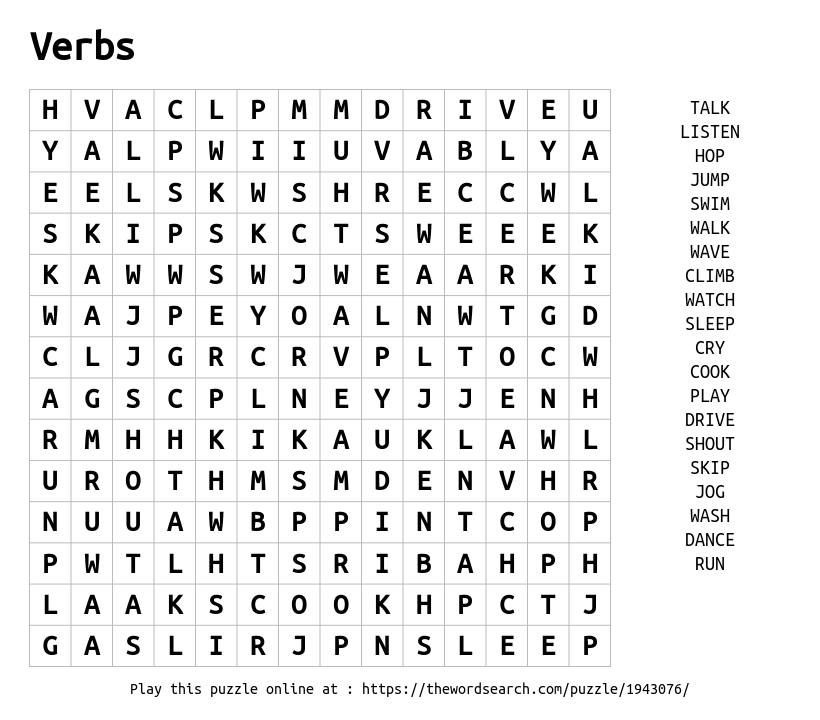 Verbs
H V A C L P M M D R I V E U
Y A L P W I I U V A B L Y A
E E L S K W S H R E C C W L
S K I P S K C T S W E E E K
K A W W S W J W E A A R K I
W A J P E Y O A L N W T G D
C L J G R C R V P L T O C W
A G S C P L N E Y J J E N H
R M H H K I K A U K L A W L
U R O T H M S M D E N V H R
N U U A W B P P I N T C O P
P W T L H T S R I B A H P H
L A A K S C O O K H P C T J
G A S L I R J P N S L E E P
TALK
LISTEN
HOP
JUMP
SWIM
WALK
WAVE
CLIMB
WATCH
SLEEP
CRY
COOK
PLAY
DRIVE
SHOUT
SKIP
JOG
WASH
DANCE
RUN
Play this puzzle online at : https://thewordsearch.com/puzzle/1943076/